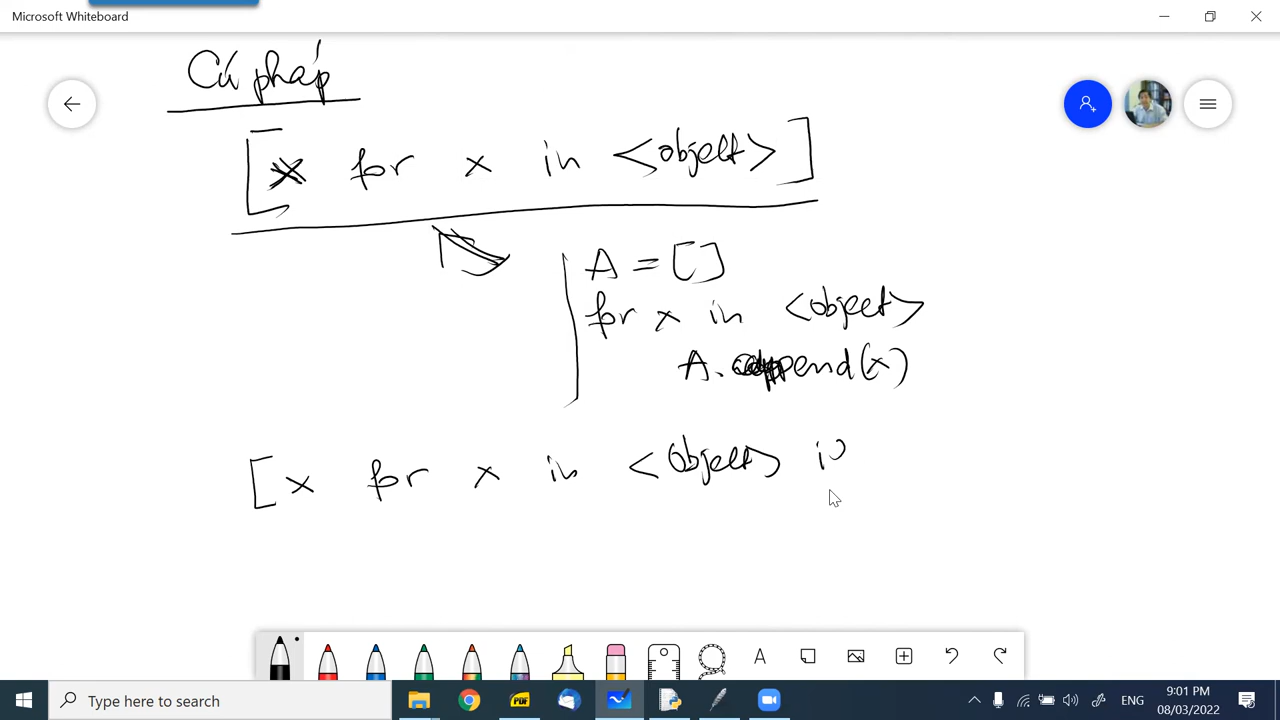 Microsoft Whiteboard
Cú pháp
[x for x in <object>]
A = []
for x in <object>
A.append(x)
[x for x in <object> i
Type here to search
PDF
ENG
9:01 PM
08/03/2022